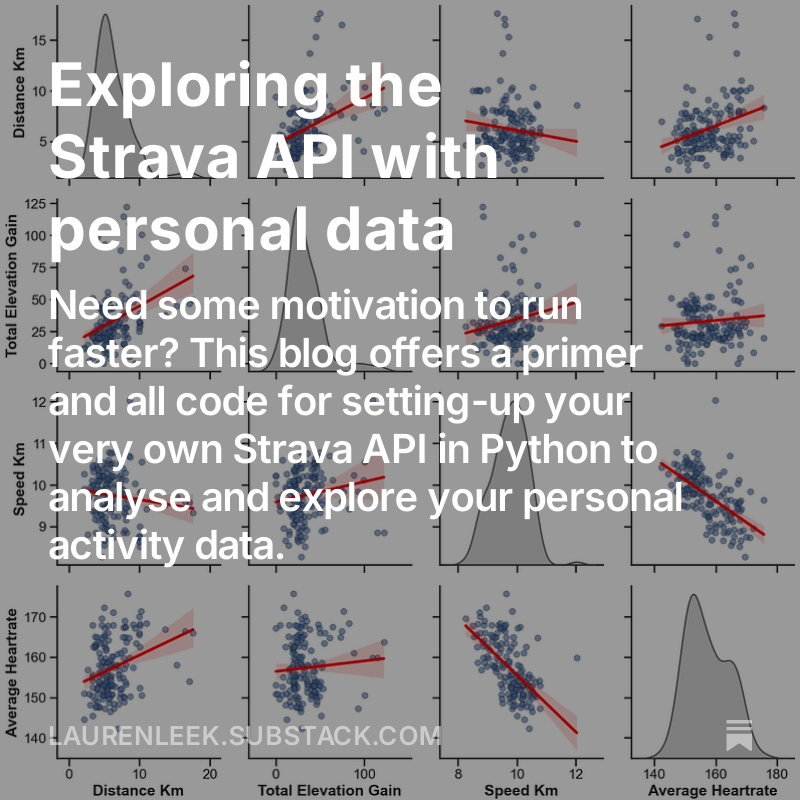 Exploring the
Strava API with
personal data
Need some motivation to run
faster? This blog offers a primer
and all code for setting-up your
very own Strava API in Python to
analyse and explore your personal
activity data.
LAURENLEEK.SUBSTACK.COM
Distance Km
15
10
5
Total Elevation Gain
125
100
75
50
25
0
Speed Km
12
11
10
9
Average Heartrate
170
160
150
140
0 10 20
0 100
8 10 12
140 160 180
Distance Km
Total Elevation Gain
Speed Km
Average Heartrate